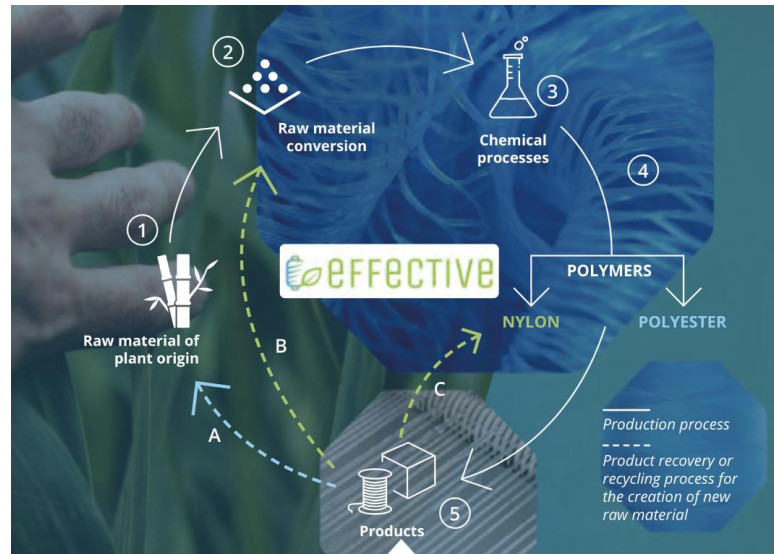 2
Raw material
conversion
3
Chemical
processes
4
1
effective
POLYMERS
NYLON
POLYESTER
Raw material of
plant origin
B
C
A
Production process
Product recovery or
recycling process for
the creation of new
raw material
5
Products